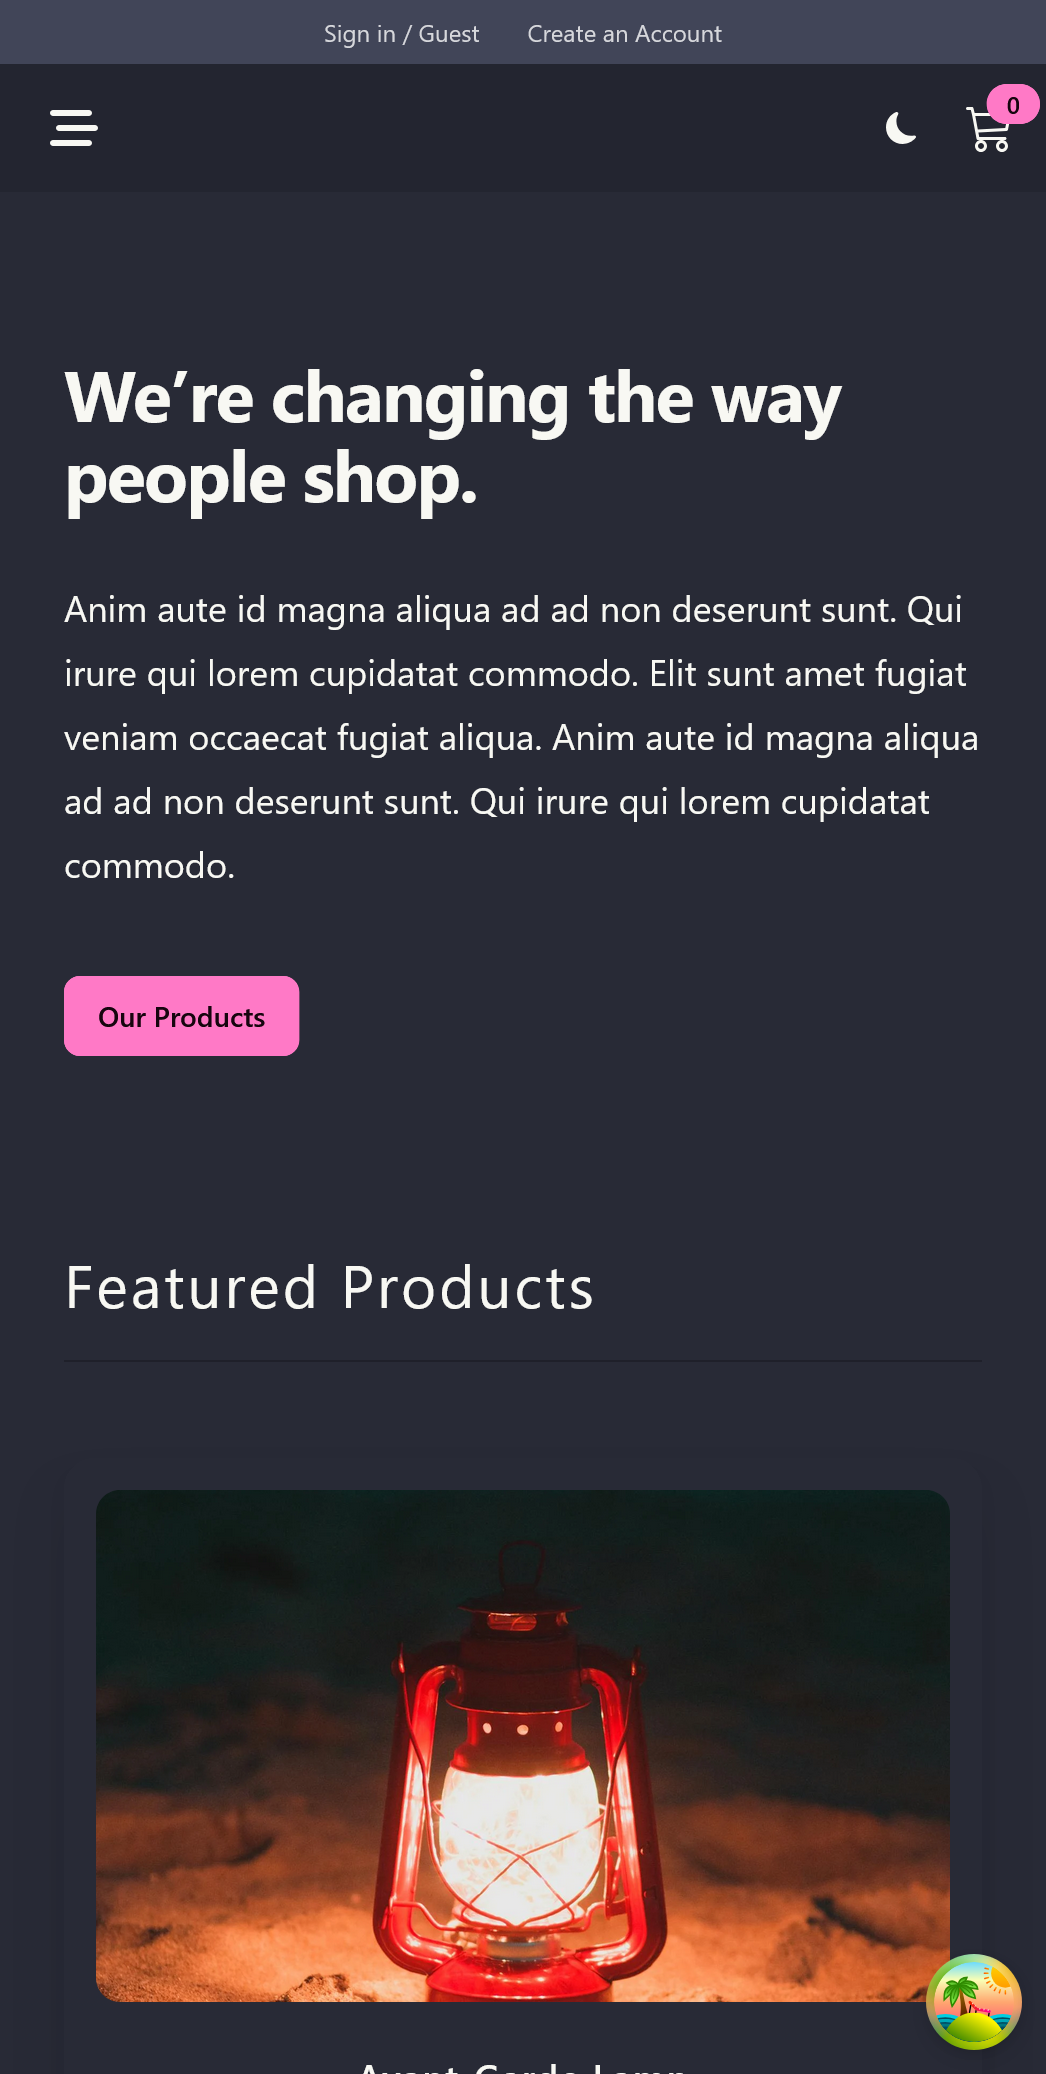 Sign in / Guest Create an Account
0
We’re changing the way
people shop.
Anim aute id magna aliqua ad ad non deserunt sunt. Qui
irure qui lorem cupidatat commodo. Elit sunt amet fugiat
veniam occaecat fugiat aliqua. Anim aute id magna aliqua
ad ad non deserunt sunt. Qui irure qui lorem cupidatat
commodo.
Our Products
Featured Products
Avant-Garde Lamp